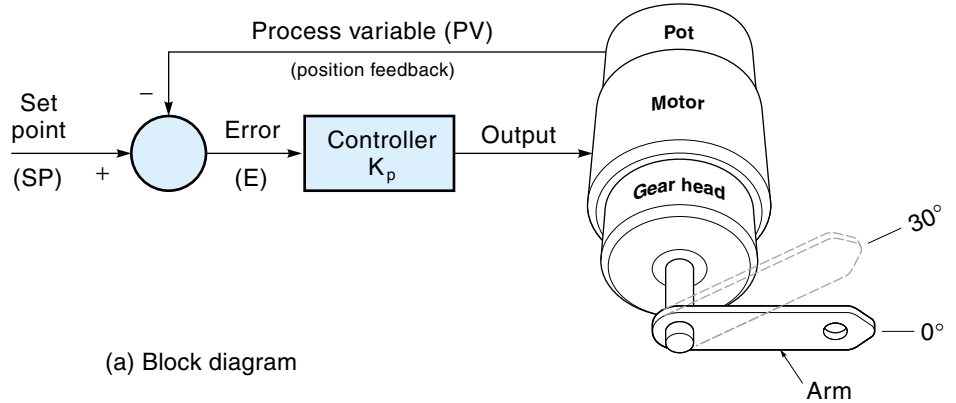 Process variable (PV)
(position feedback)
Pot
Motor
Gear head
−
Set
point
(SP)
+
Error
(E)
Controller
Kp
Output
30°
0°
Arm
(a) Block diagram